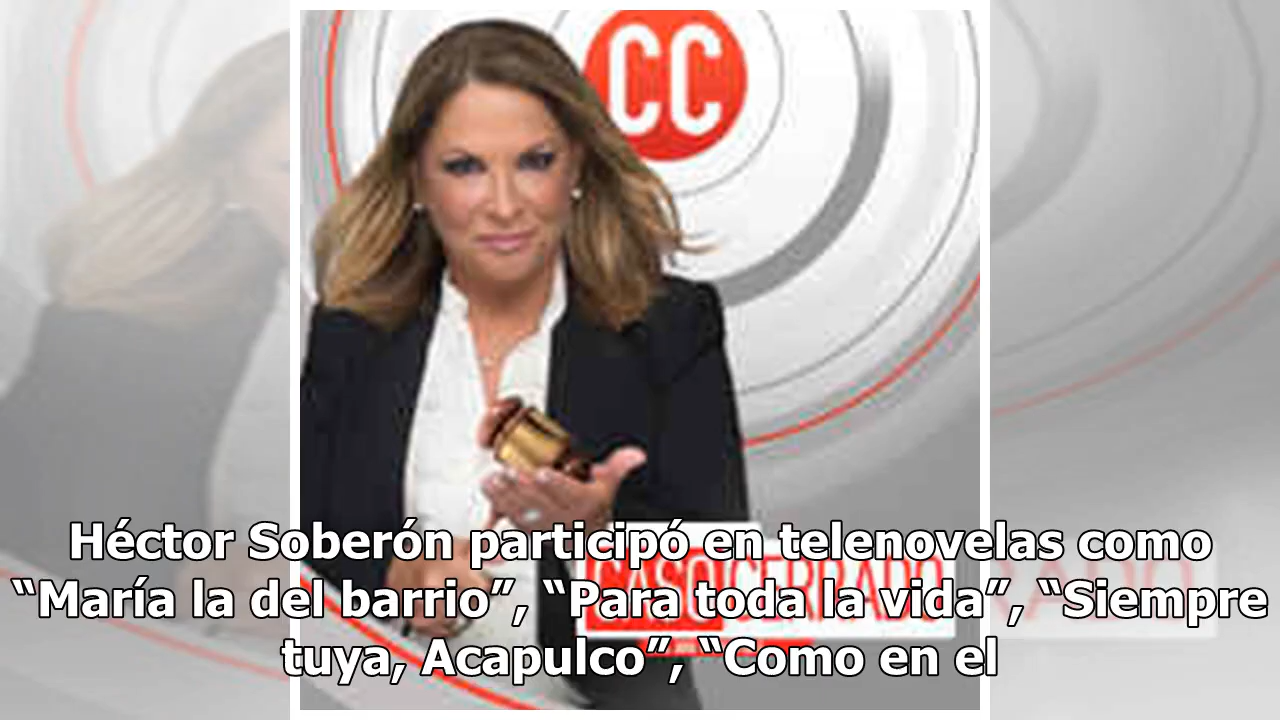 CC
Héctor Soberón participó en telenovelas como
“María la del barrio”, “Para toda la vida”, “Siempre
tuya, Acapulco”, “Como en el
CASO CERRADO